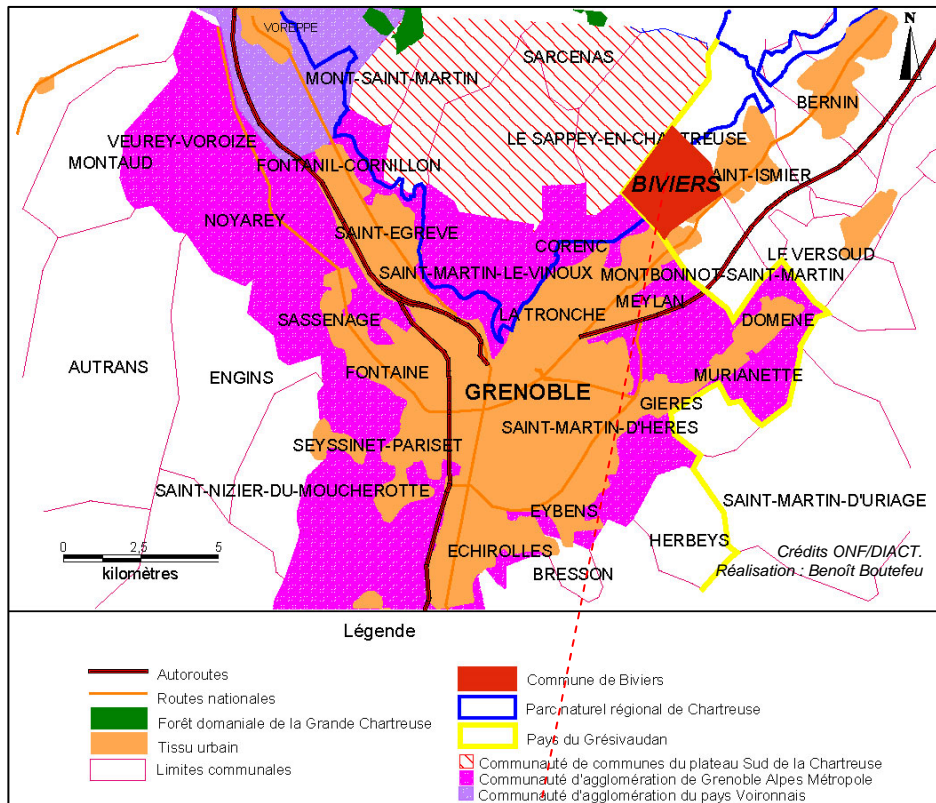 VOREPPE
N
SARCENAS
MONT-SAINT-MARTIN
BERNIN
LE SAPPEY-EN-CHARTREUSE
VEUREY-VOROIZE
MONTAUD
FONTANIL-CORNILLON
BIVIERS
AINT-ISMIER
NOYAREY
SAINT-EGREVE
CORENC
LE VERSOUD
SAINT-MARTIN-LE-VINOUX
MONTBONNOT-SAINT-MARTIN
MEYLAN
LA TRONCHE
SASSENAGE
DOMENE
AUTRANS
ENGINS
FONTAINE
MURIANETTE
GRENOBLE
GIERES
SAINT-MARTIN-D'HERES
SEYSSINET-PARISET
SAINT-NIZIER-DU-MOUCHEROTTE
SAINT-MARTIN-D'URIAGE
EYBENS
HERBEYS
0 2,5 5
kilomètres
ECHIROLLES
BRESSON
Crédits ONF/DIACT.
Réalisation : Benoît Boutefeu
Légende
Autoroutes
Routes nationales
Forêt domaniale de la Grande Chartreuse
Tissu urbain
Limites communales
Commune de Biviers
Parc naturel régional de Chartreuse
Pays du Grésivaudan
Communauté de communes du plateau Sud de la Chartreuse
Communauté d'agglomération de Grenoble Alpes Métropole
Communauté d'agglomération du pays Voironnais